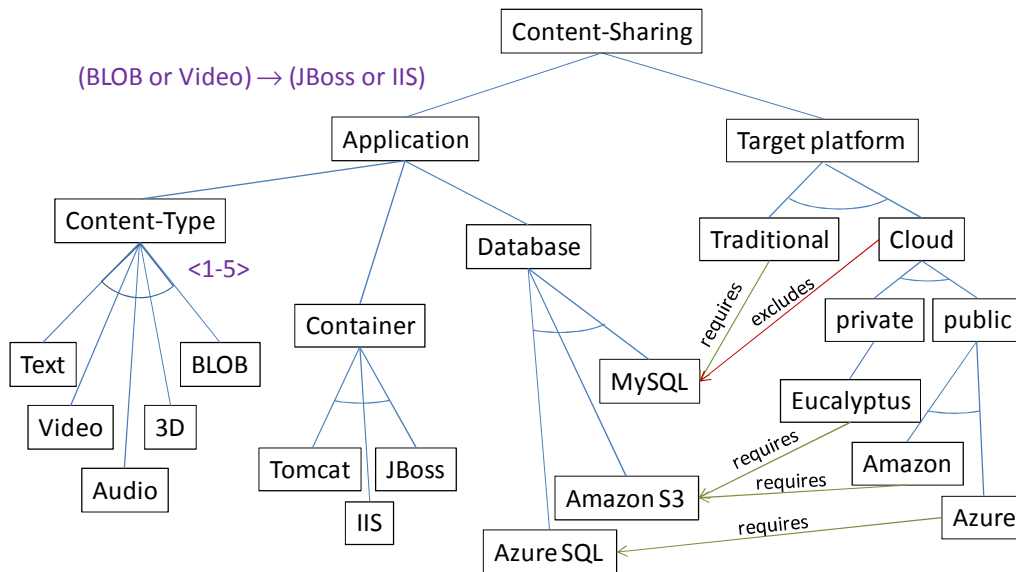 Content-Sharing
(BLOB or Video) → (JBoss or IIS)
Application
Target platform
Content-Type
Traditional
Cloud
Database
<1-5>
requires
excludes
Container
private
public
Text
BLOB
MySQL
Eucalyptus
Video
3D
requires
Tomcat
JBoss
Amazon
Audio
requires
Amazon S3
IIS
requires
Azure
Azure SQL